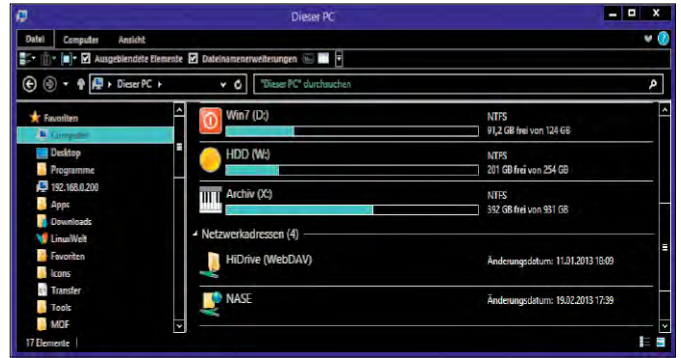 Dieser PC
Datei Computer Ansicht
Ausgeblendete Elemente Dateinamenerweiterungen
Dieser PC
"Dieser PC" durchsuchen
Favoriten
Computer
Desktop
Programme
192.168.0.200
Apps
Downloads
LinuxWelt
Favoriten
Icons
Transfer
Tools
MOF
Win7 (D:)
NTFS
91,2 GB frei von 124 GB
HDD (W:)
NTFS
201 GB frei von 254 GB
Archiv (X:)
NTFS
392 GB frei von 931 GB
Netzwerkadressen (4)
HiDrive (WebDAV)
Änderungsdatum: 11.01.2013 18:09
NASE
Änderungsdatum: 19.02.2013 17:39
17 Elemente